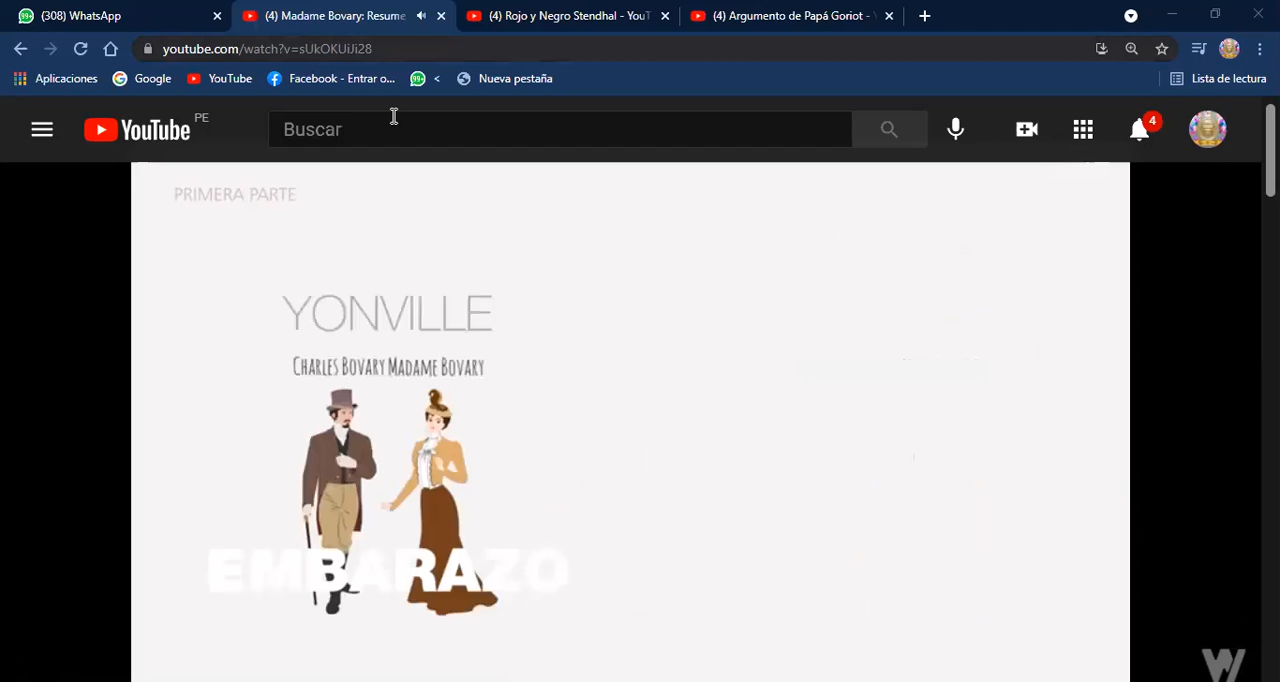 (308) WhatsApp
(4) Madame Bovary: Resume
(4) Rojo y Negro Stendhal - YouT
(4) Argumento de Papá Goriot -
youtube.com/watch?v=sUkOKUiJi28
Aplicaciones
Google
YouTube
Facebook - Entrar o...
99+
<
Nueva pestaña
Lista de lectura
YouTube
PE
Buscar
4
PRIMERA PARTE
YONVILLE
CHARLES BOVARY MADAME BOVARY
EMBARAZO
W